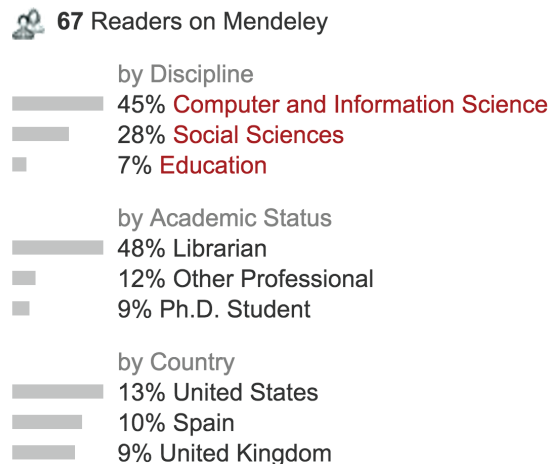 67 Readers on Mendeley
by Discipline
45% Computer and Information Science
28% Social Sciences
7% Education
by Academic Status
48% Librarian
12% Other Professional
9% Ph.D. Student
by Country
13% United States
10% Spain
9% United Kingdom